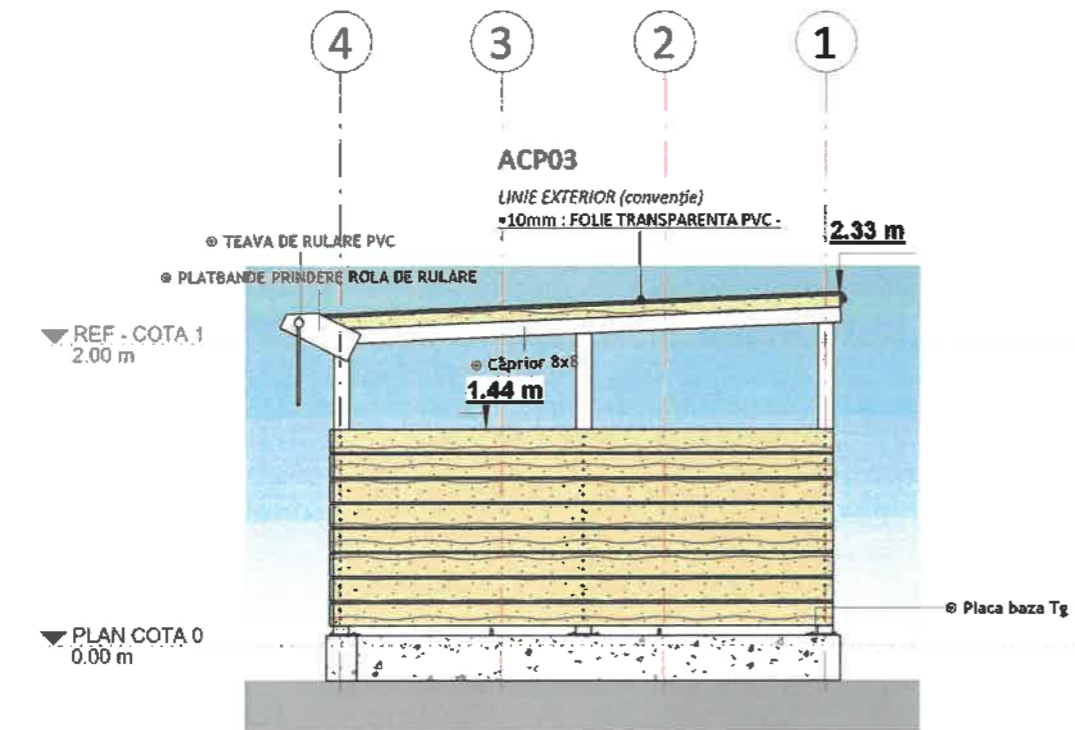 4 3 2 1
ACP03
LINIE EXTERIOR (convenție)
•10mm : FOLIE TRANSPARENTA PVC -
2.33 m
TEAVA DE RULARE PVC
PLATBANDE PRINDERE ROLA DE RULARE
REF - COTA 1
2.00 m
Căprior 8x8
1.44 m
Placa baza Tg
PLAN COTA 0
0.00 m